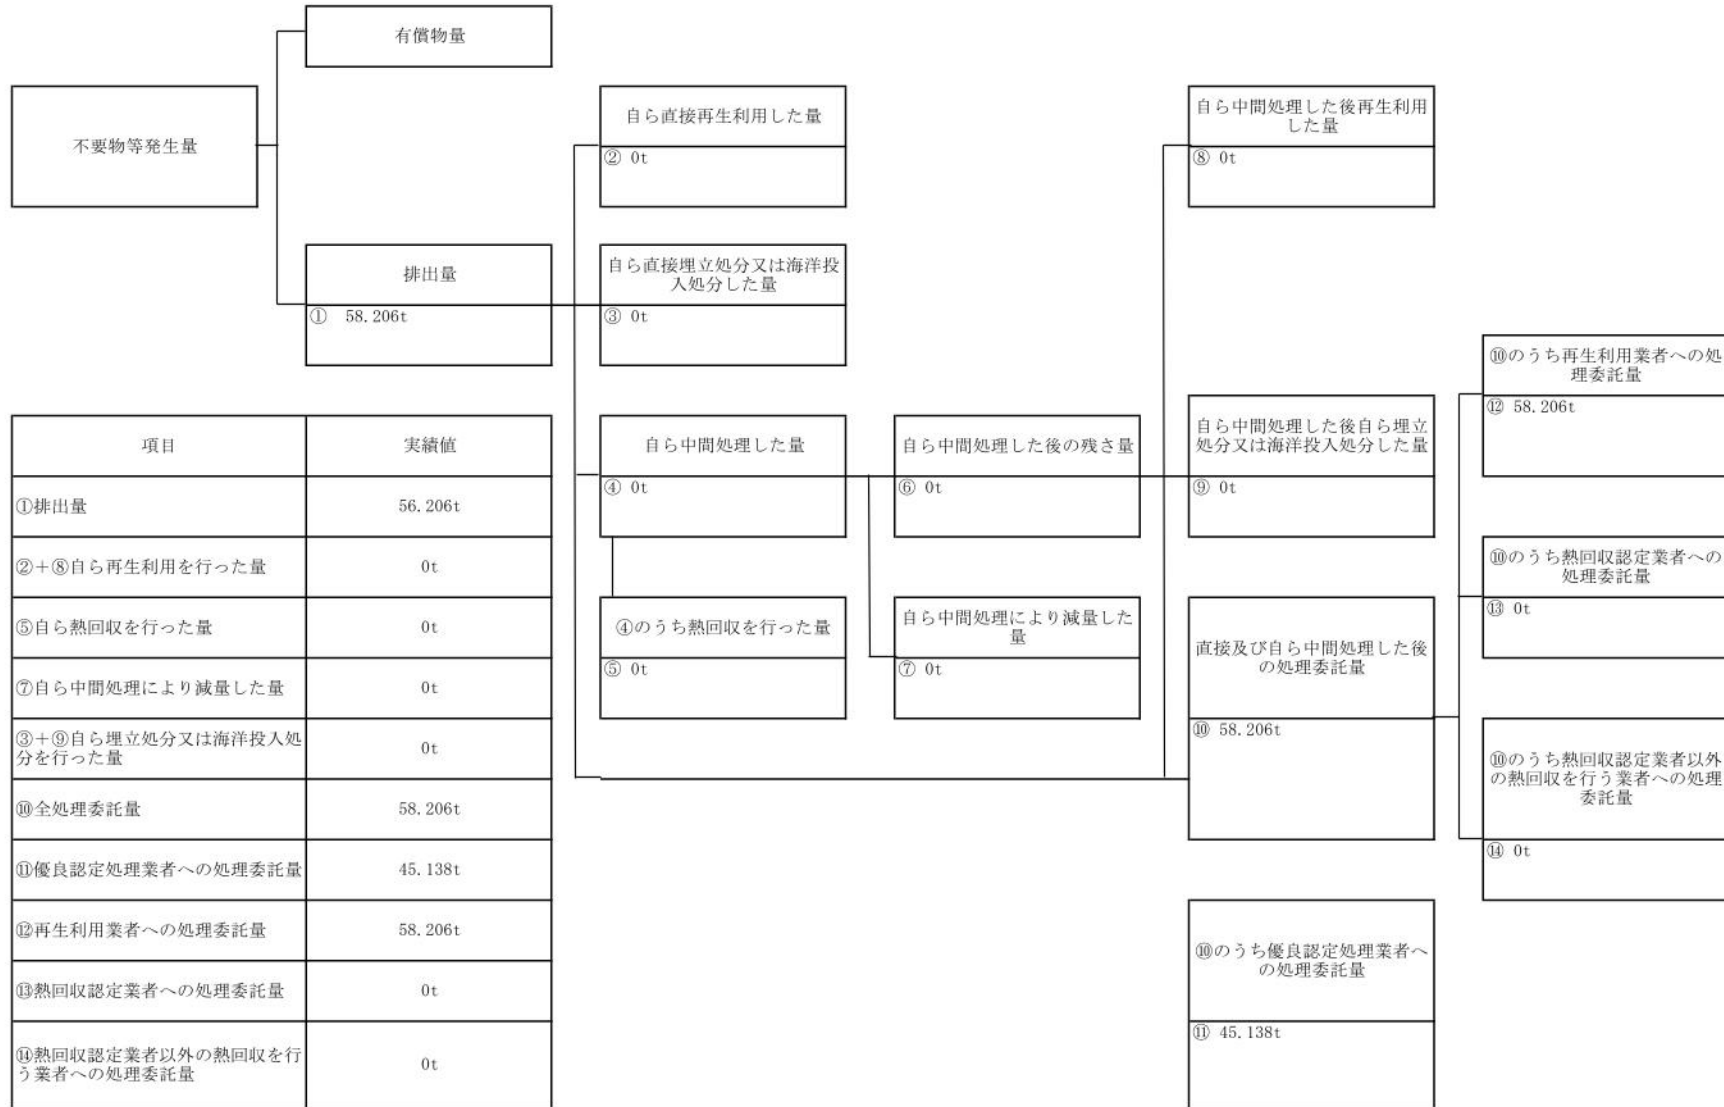 有償物量
不要物等発生量
自ら直接再生利用した量
② 0t
自ら中間処理した後再生利用
した量
⑧ 0t
排出量
① 58.206t
自ら直接埋立処分又は海洋投
入処分した量
③ 0t
⑩のうち再生利用業者への処
理委託量
⑫ 58.206t
自ら中間処理した量
④ 0t
自ら中間処理した後の残さ量
⑥ 0t
自ら中間処理した後自ら埋立
処分又は海洋投入処分した量
⑨ 0t
⑩のうち熱回収認定業者への
処理委託量
⑬ 0t
④のうち熱回収を行った量
⑤ 0t
自ら中間処理により減量した
量
⑦ 0t
直接及び自ら中間処理した後
の処理委託量
⑩ 58.206t
⑩のうち熱回収認定業者以外
の熱回収を行う業者への処理
委託量
⑭ 0t
⑩のうち優良認定処理業者へ
の処理委託量
⑪ 45.138t
項目 実績値
①排出量 56.206t
②+⑧自ら再生利用を行った量 0t
⑤自ら熱回収を行った量 0t
⑦自ら中間処理により減量した量 0t
③+⑨自ら埋立処分又は海洋投入処
分を行った量 0t
⑩全処理委託量 58.206t
⑪優良認定処理業者への処理委託量 45.138t
⑫再生利用業者への処理委託量 58.206t
⑬熱回収認定業者への処理委託量 0t
⑭熱回収認定業者以外の熱回収を行
う業者への処理委託量 0t